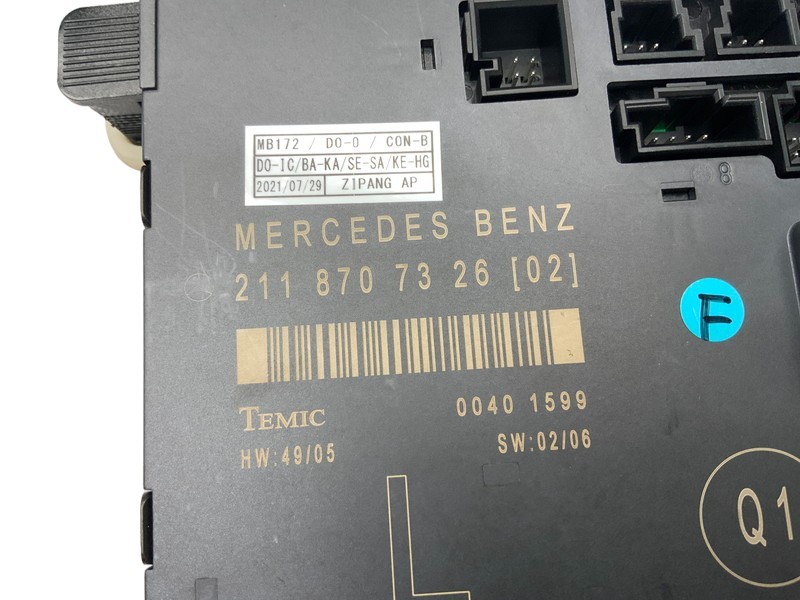 MB172 / DO-D / CON-B
DO-IC/BA-KA/SE-SA/KE-HG
2021/07/29 ZIPANG AP
MERCEDES BENZ
211 870 73 26 [02]
F
TEMIC 0040 1599
HW:49/05 SW:02/06
L
Q1
8